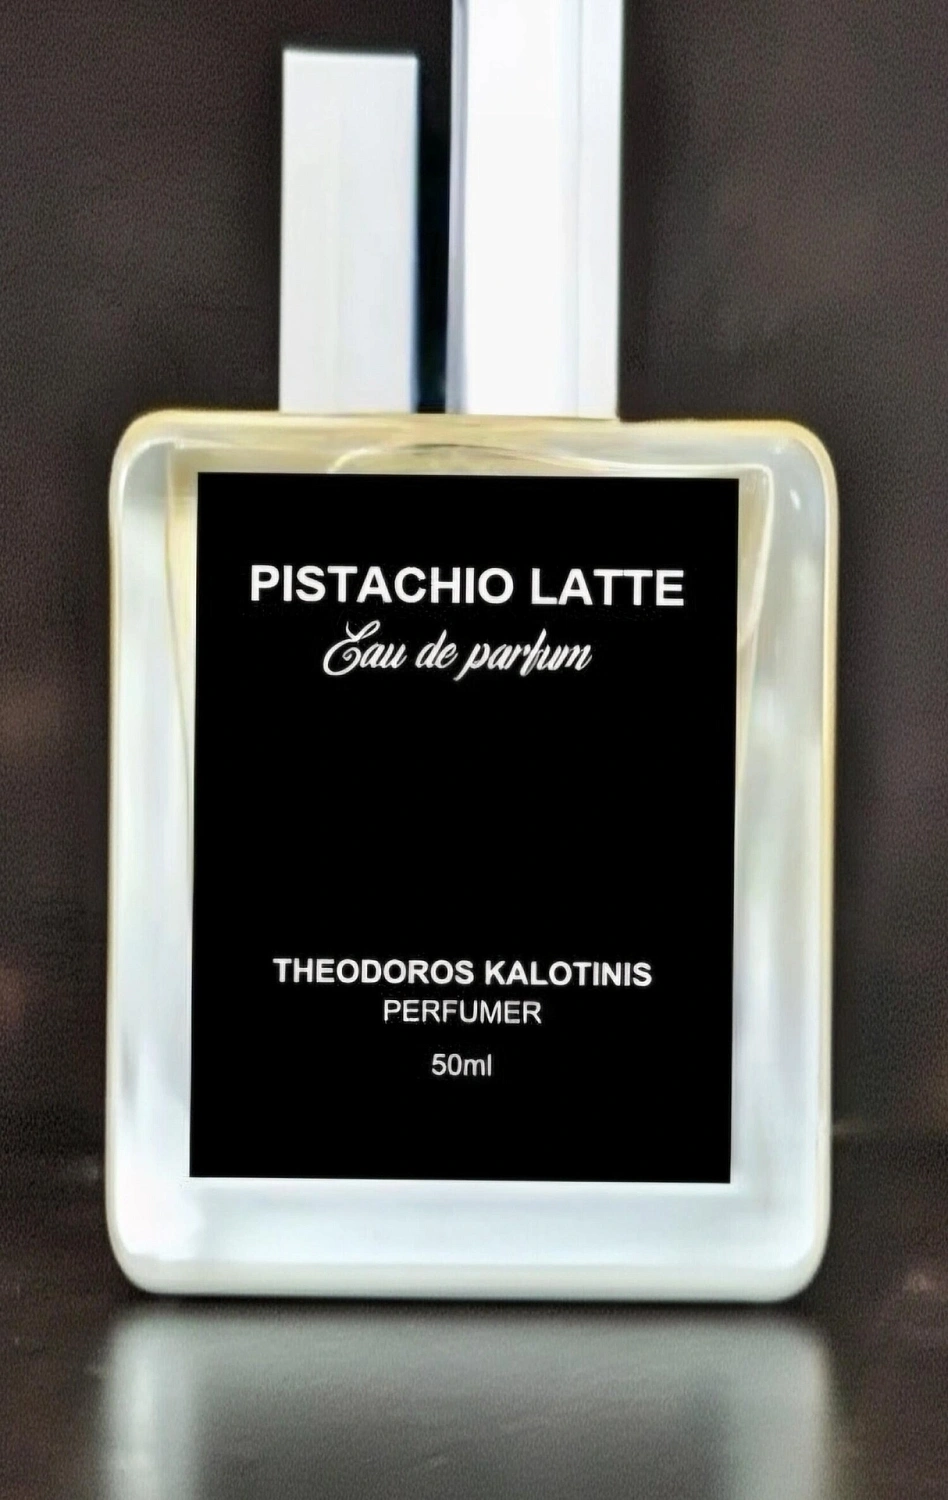 PISTACHIO LATTE
Eau de parfum
THEODOROS KALOTINIS
PERFUMER
50ml